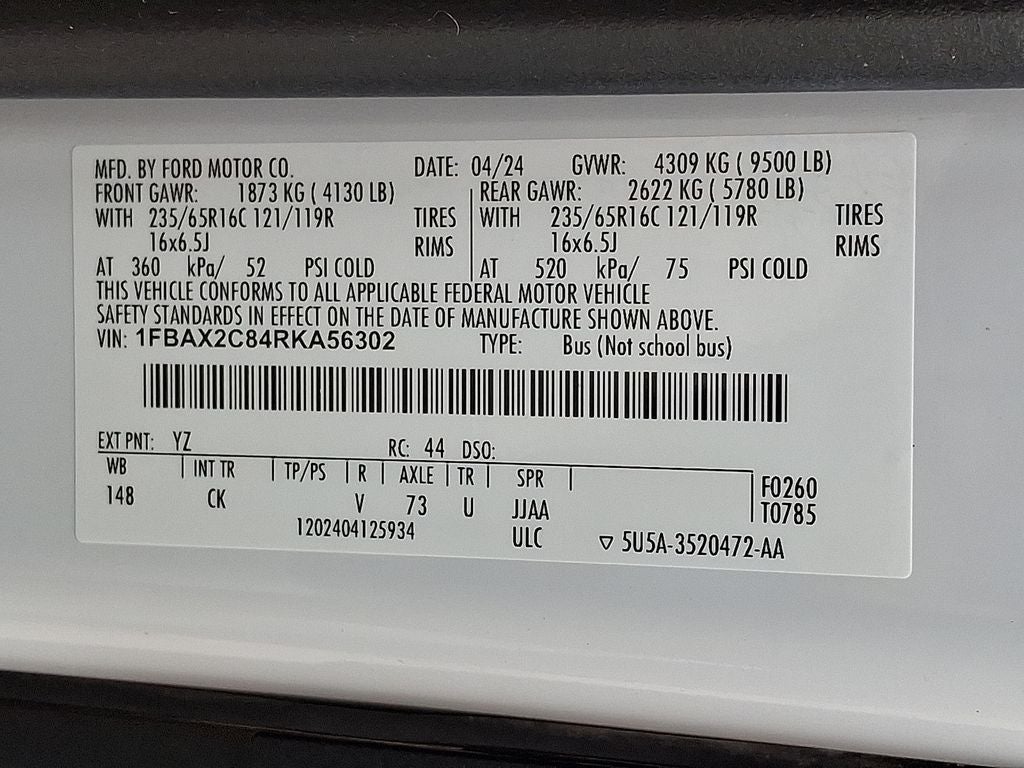 MFD. BY FORD MOTOR CO. DATE: 04/24 GVWR: 4309 KG ( 9500 LB)
FRONT GAWR: 1873 KG ( 4130 LB) REAR GAWR: 2622 KG ( 5780 LB)
WITH 235/65R16C 121/119R TIRES WITH 235/65R16C 121/119R TIRES
16x6.5J RIMS 16x6.5J RIMS
AT 360 kPa/ 52 PSI COLD AT 520 kPa/ 75 PSI COLD
THIS VEHICLE CONFORMS TO ALL APPLICABLE FEDERAL MOTOR VEHICLE
SAFETY STANDARDS IN EFFECT ON THE DATE OF MANUFACTURE SHOWN ABOVE.
VIN: 1FBAX2C84RKA56302 TYPE: Bus (Not school bus)
EXT PNT: YZ RC: 44 DSO:
WB INT TR TP/PS R AXLE TR SPR F0260
148 CK V 73 U JJAA T0785
1202404125934 ULC ▽ 5U5A-3520472-AA